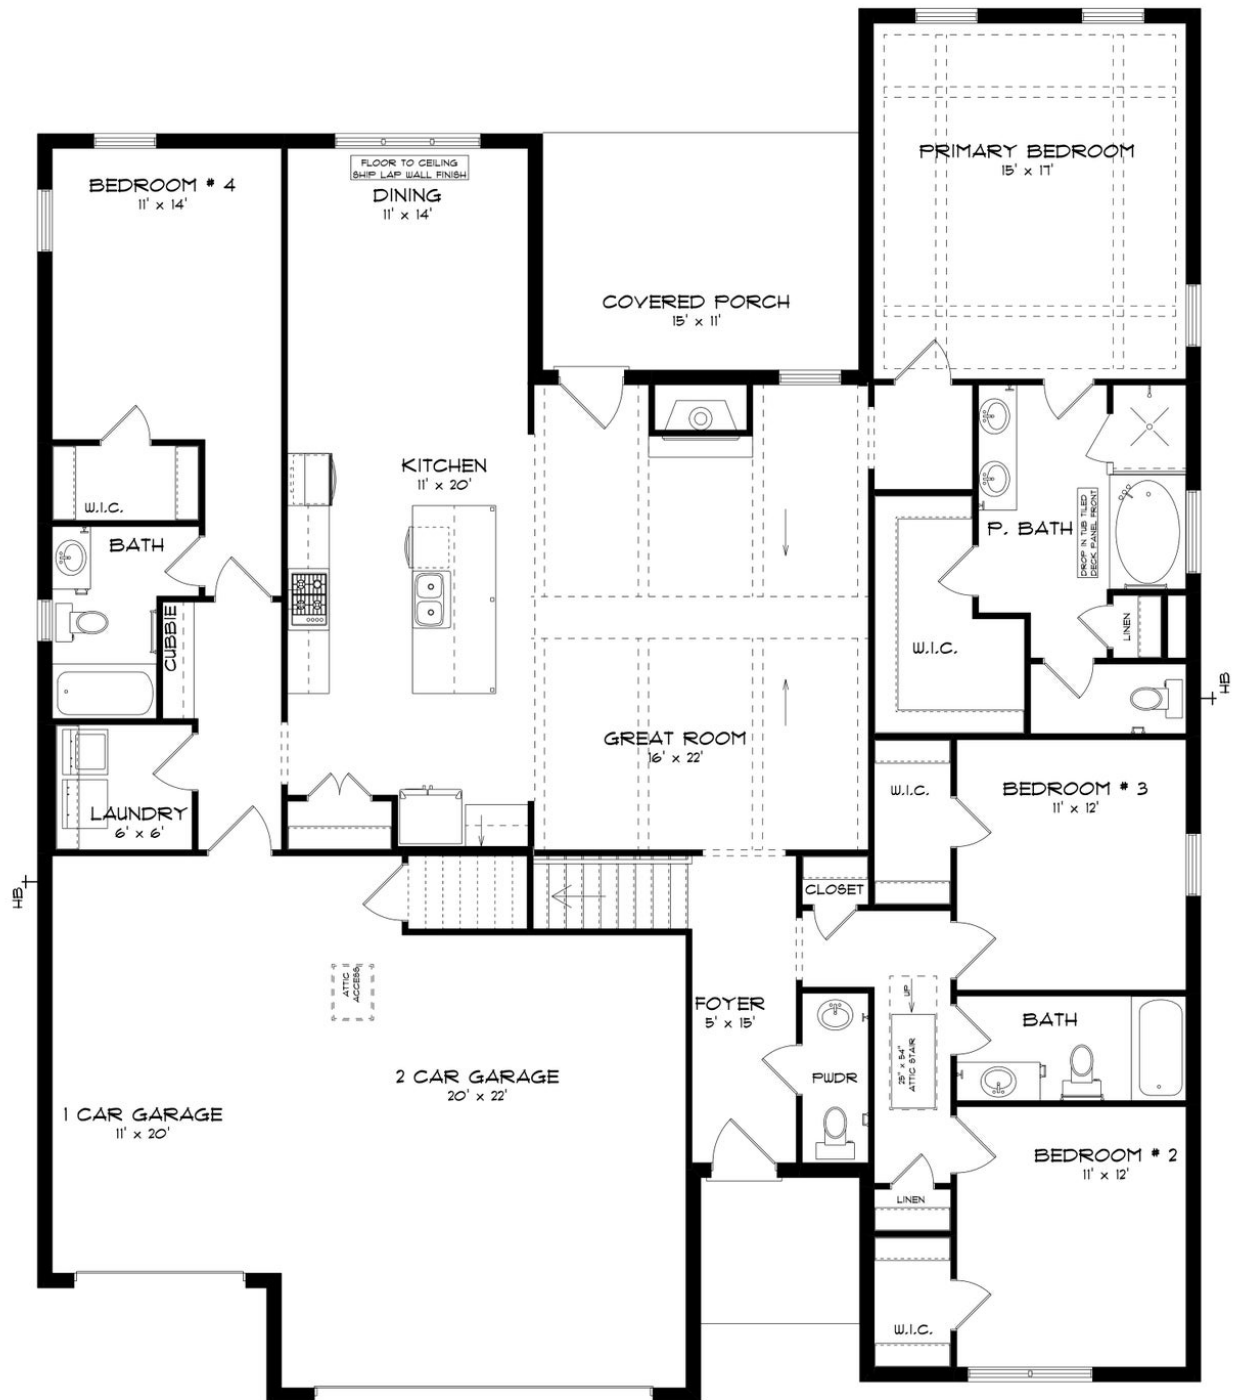 PRIMARY BEDROOM
15' x 17'
FLOOR TO CEILING
SHIP LAP WALL FINISH
BEDROOM # 4
11' x 14'
DINING
11' x 14'
COVERED PORCH
15' x 11'
KITCHEN
11' x 20'
W.I.C.
BATH
P. BATH
DROP IN TUB TILED
DECK PANEL FRONT
CUBBIE
LINEN
W.I.C.
HB
GREAT ROOM
16' x 22'
LAUNDRY
6' x 6'
W.I.C.
BEDROOM # 3
11' x 12'
HB
CLOSET
ATTIC
ACCESS
FOYER
5' x 15'
UP
BATH
25" x 54"
ATTIC STAIR
2 CAR GARAGE
20' x 22'
PWDR
1 CAR GARAGE
11' x 20'
BEDROOM # 2
11' x 12'
LINEN
W.I.C.